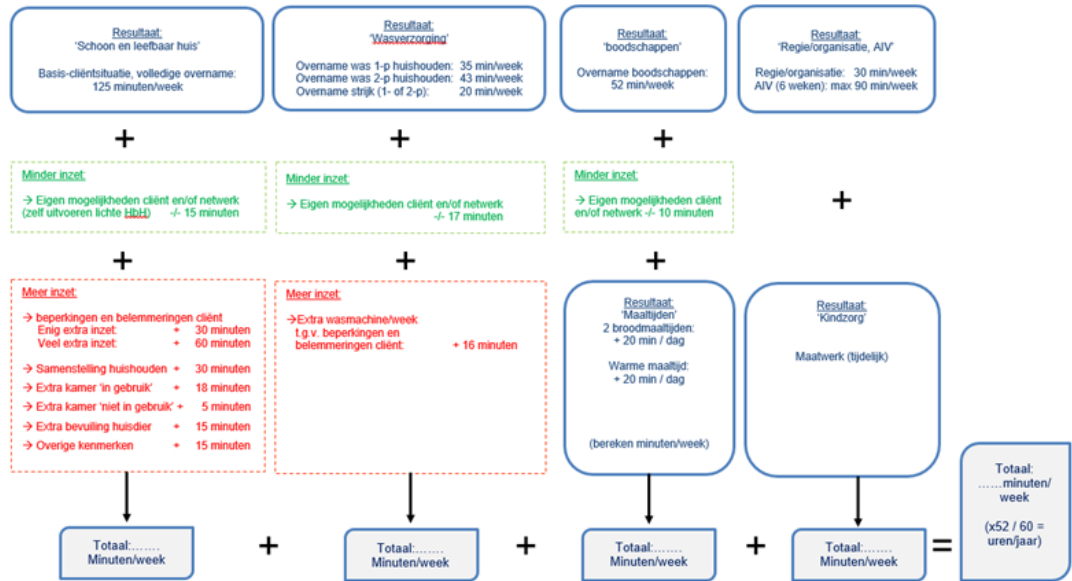 Resultaat:
'Schoon en leefbaar huis'
Basis-cliëntsituatie, volledige overname:
125 minuten/week
Resultaat:
'Wasverzorging'
Overname was 1-p huishouden: 35 min/week
Overname was 2-p huishouden: 43 min/week
Overname strijk (1- of 2-p): 20 min/week
Resultaat:
'boodschappen'
Overname boodschappen:
52 min/week
Resultaat:
'Regie/organisatie, AIV'
Regie/organisatie: 30 min/week
AIV (6 weken): max 90 min/week
+
+
+
+
Minder inzet:
→ Eigen mogelijkheden cliënt en/of netwerk
(zelf uitvoeren lichte HbH) -/- 15 minuten
Minder inzet:
→ Eigen mogelijkheden cliënt en/of netwerk
-/- 17 minuten
Minder inzet:
→ Eigen mogelijkheden cliënt
en/of netwerk -/- 10 minuten
+
+
+
Meer inzet:
→ beperkingen en belemmeringen cliënt
Enig extra inzet: + 30 minuten
Veel extra inzet: + 60 minuten
→ Samenstelling huishouden + 30 minuten
→ Extra kamer 'in gebruik' + 18 minuten
→ Extra kamer 'niet in gebruik' + 5 minuten
→ Extra bevuiling huisdier + 15 minuten
→ Overige kenmerken + 15 minuten
Meer inzet:
→Extra wasmachine/week
t.g.v. beperkingen en
belemmeringen cliënt: + 16 minuten
Resultaat:
'Maaltijden'
2 broodmaaltijden:
+ 20 min / dag
Warme maaltijd:
+ 20 min / dag
(bereken minuten/week)
Resultaat:
'Kindzorg'
Maatwerk (tijdelijk)
Totaal:.......
Minuten/week
+
Totaal:.......
Minuten/week
+
Totaal:.......
Minuten/week
+
Totaal:.......
Minuten/week
=
Totaal:
......minuten/
week
(x52 / 60 =
uren/jaar)